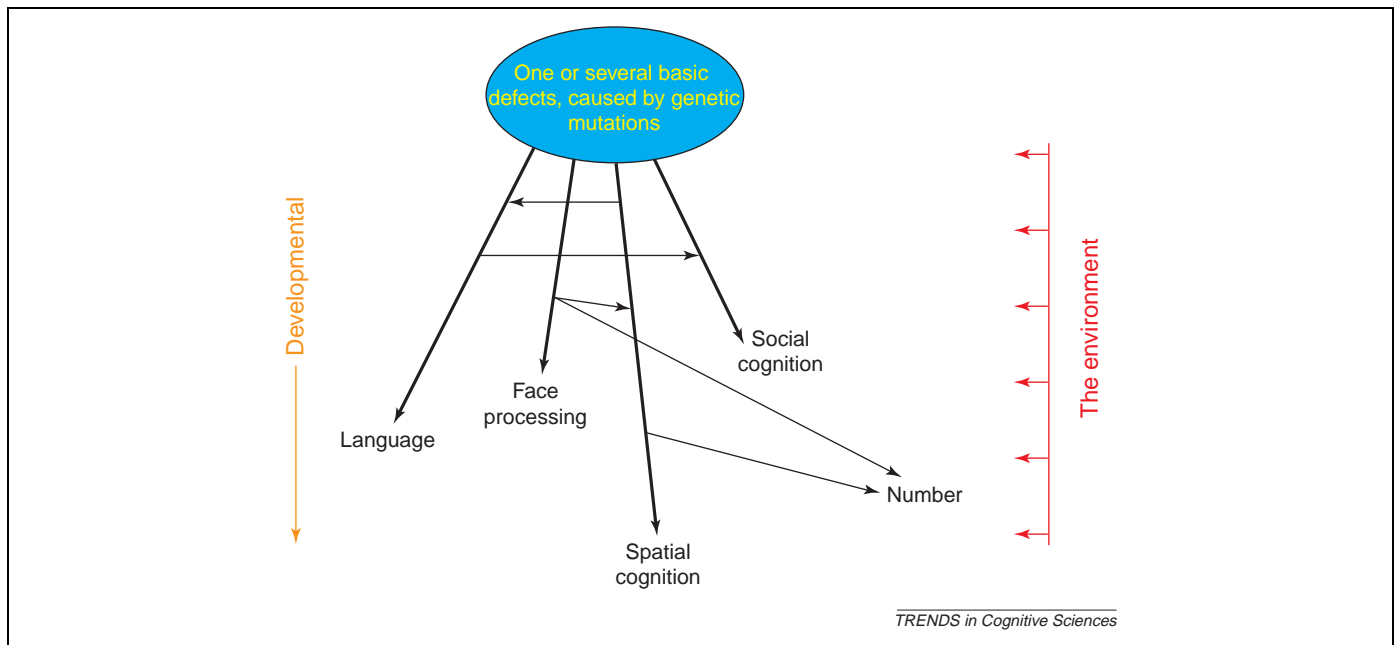 One or several basic
defects, caused by genetic
mutations
Developmental
The environment
Social
cognition
Face
processing
Language
Number
Spatial
cognition
TRENDS in Cognitive Sciences